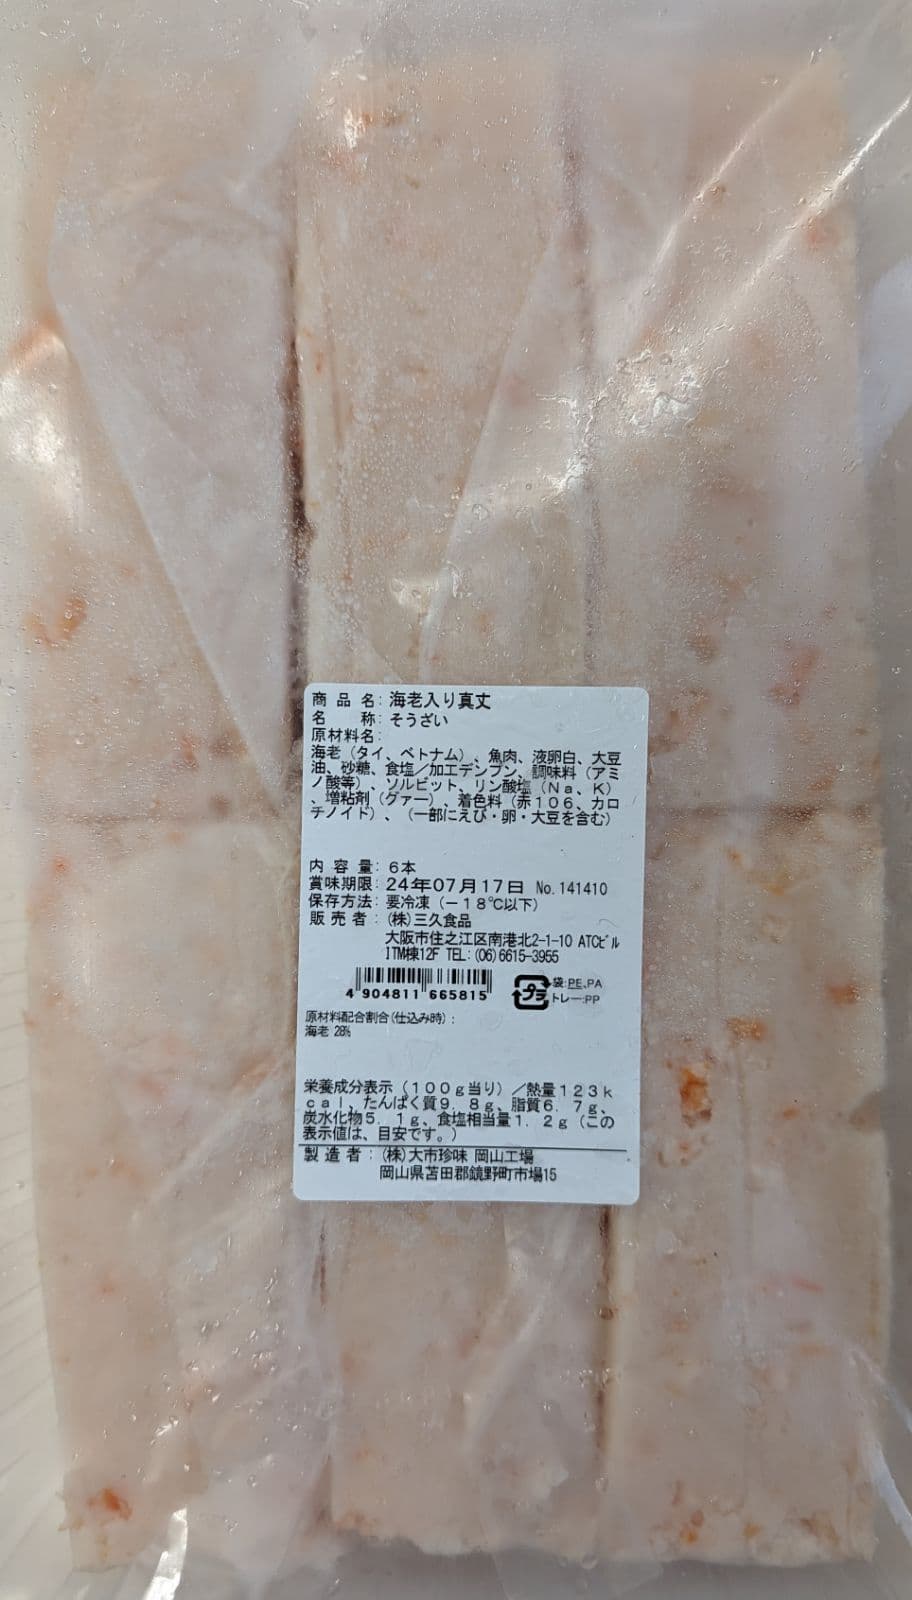 商品名:海老入り真丈
名称:そうざい
原材料名:
海老（タイ、ベトナム）、魚肉、液卵白、大豆
油、砂糖、食塩／加工デンプン、調味料（アミ
ノ酸等）、ソルビット、リン酸塩（Ｎａ、Ｋ）
、増粘剤（グァー）、着色料（赤１０６、カロ
チノイド）、（一部にえび・卵・大豆を含む）
内容量:6本
賞味期限:24年07月17日 No.141410
保存方法:要冷凍（－１８℃以下）
販売者:(株)三久食品
大阪市住之江区南港北2-1-10 ATCﾋﾞﾙ
ITM棟12F TEL:(06)6615-3955
4 904811 665815
プラ
袋:PE,PA
トレー:PP
原材料配合割合(仕込み時):
海老 28%
栄養成分表示（１００ｇ当り）／熱量１２３ｋ
ｃａｌ、たんぱく質９．８ｇ、脂質６．７ｇ、
炭水化物５．１ｇ、食塩相当量１．２ｇ（この
表示値は、目安です。）
製造者:(株)大市珍味 岡山工場
岡山県苫田郡鏡野町市場15